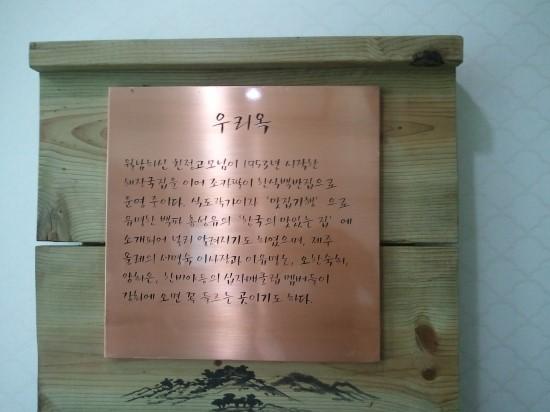 우리옥
월남하신 친정고모님이 1953년 시작한
해장국집을 이어 조카딸이 한식백반집으로
운영 중이다. 식도락가이자 '맛집기행' 으로
유명한 백파 홍성유의 '한국의 맛있는 집' 에
소개되어 널리 알려지기도 하였으며, 제주
올레의 서명숙 이사장과 이유명호, 오한숙희,
양희은, 한비야등의 십자매클럽 멤버들이
강화에 오면 꼭 들르는 곳이기도 하다.